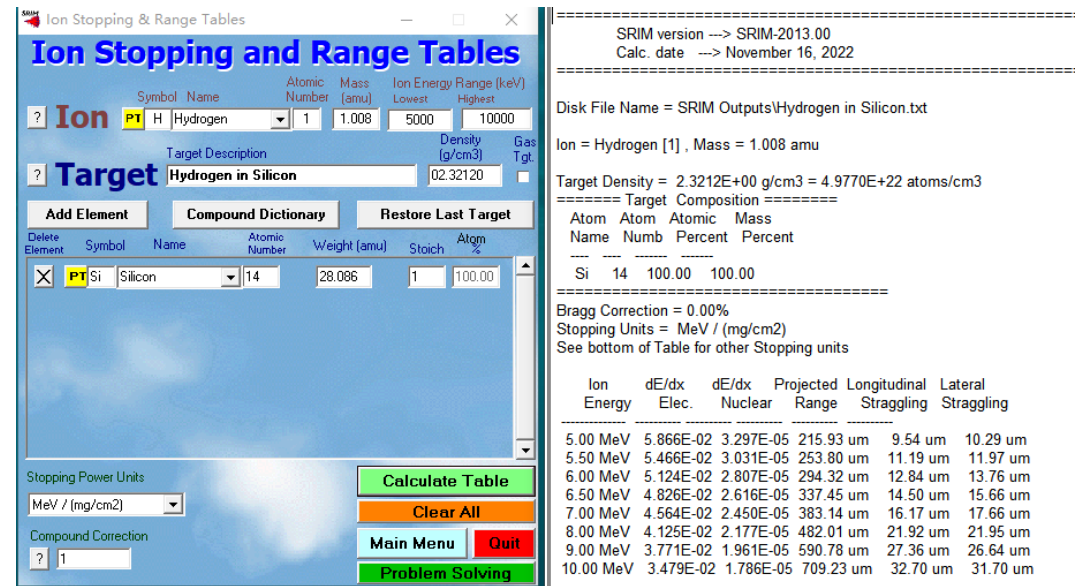 SRIM
Ion Stopping & Range Tables
Ion Stopping and Range Tables
Symbol Name Atomic Number Mass (amu) Ion Energy Range (keV) Lowest Highest
? Ion PT H Hydrogen 1 1.008 5000 10000
Target Description Density (g/cm3) Gas Tgt.
? Target Hydrogen in Silicon 02.32120
Add Element Compound Dictionary Restore Last Target
Delete Element Symbol Name Atomic Number Weight (amu) Stoich Atom %
X PT Si Silicon 14 28.086 1 100.00
Stopping Power Units
MeV / (mg/cm2)
Calculate Table
Clear All
Compound Correction
? 1
Main Menu Quit
Problem Solving
==================================================
SRIM version ---> SRIM-2013.00
Calc. date ---> November 16, 2022
==================================================
Disk File Name = SRIM Outputs\Hydrogen in Silicon.txt
Ion = Hydrogen [1] , Mass = 1.008 amu
Target Density = 2.3212E+00 g/cm3 = 4.9770E+22 atoms/cm3
======= Target Composition ========
Atom Atom Atomic Mass
Name Numb Percent Percent
---- ---- ------- -------
Si 14 100.00 100.00
====================================
Bragg Correction = 0.00%
Stopping Units = MeV / (mg/cm2)
See bottom of Table for other Stopping units
Ion dE/dx dE/dx Projected Longitudinal Lateral
Energy Elec. Nuclear Range Straggling Straggling
-------------- ---------- ---------- ---------- ----------
5.00 MeV 5.866E-02 3.297E-05 215.93 um 9.54 um 10.29 um
5.50 MeV 5.466E-02 3.031E-05 253.80 um 11.19 um 11.97 um
6.00 MeV 5.124E-02 2.807E-05 294.32 um 12.84 um 13.76 um
6.50 MeV 4.826E-02 2.616E-05 337.45 um 14.50 um 15.66 um
7.00 MeV 4.564E-02 2.450E-05 383.14 um 16.17 um 17.66 um
8.00 MeV 4.125E-02 2.177E-05 482.01 um 21.92 um 21.95 um
9.00 MeV 3.771E-02 1.961E-05 590.78 um 27.36 um 26.64 um
10.00 MeV 3.479E-02 1.786E-05 709.23 um 32.70 um 31.70 um